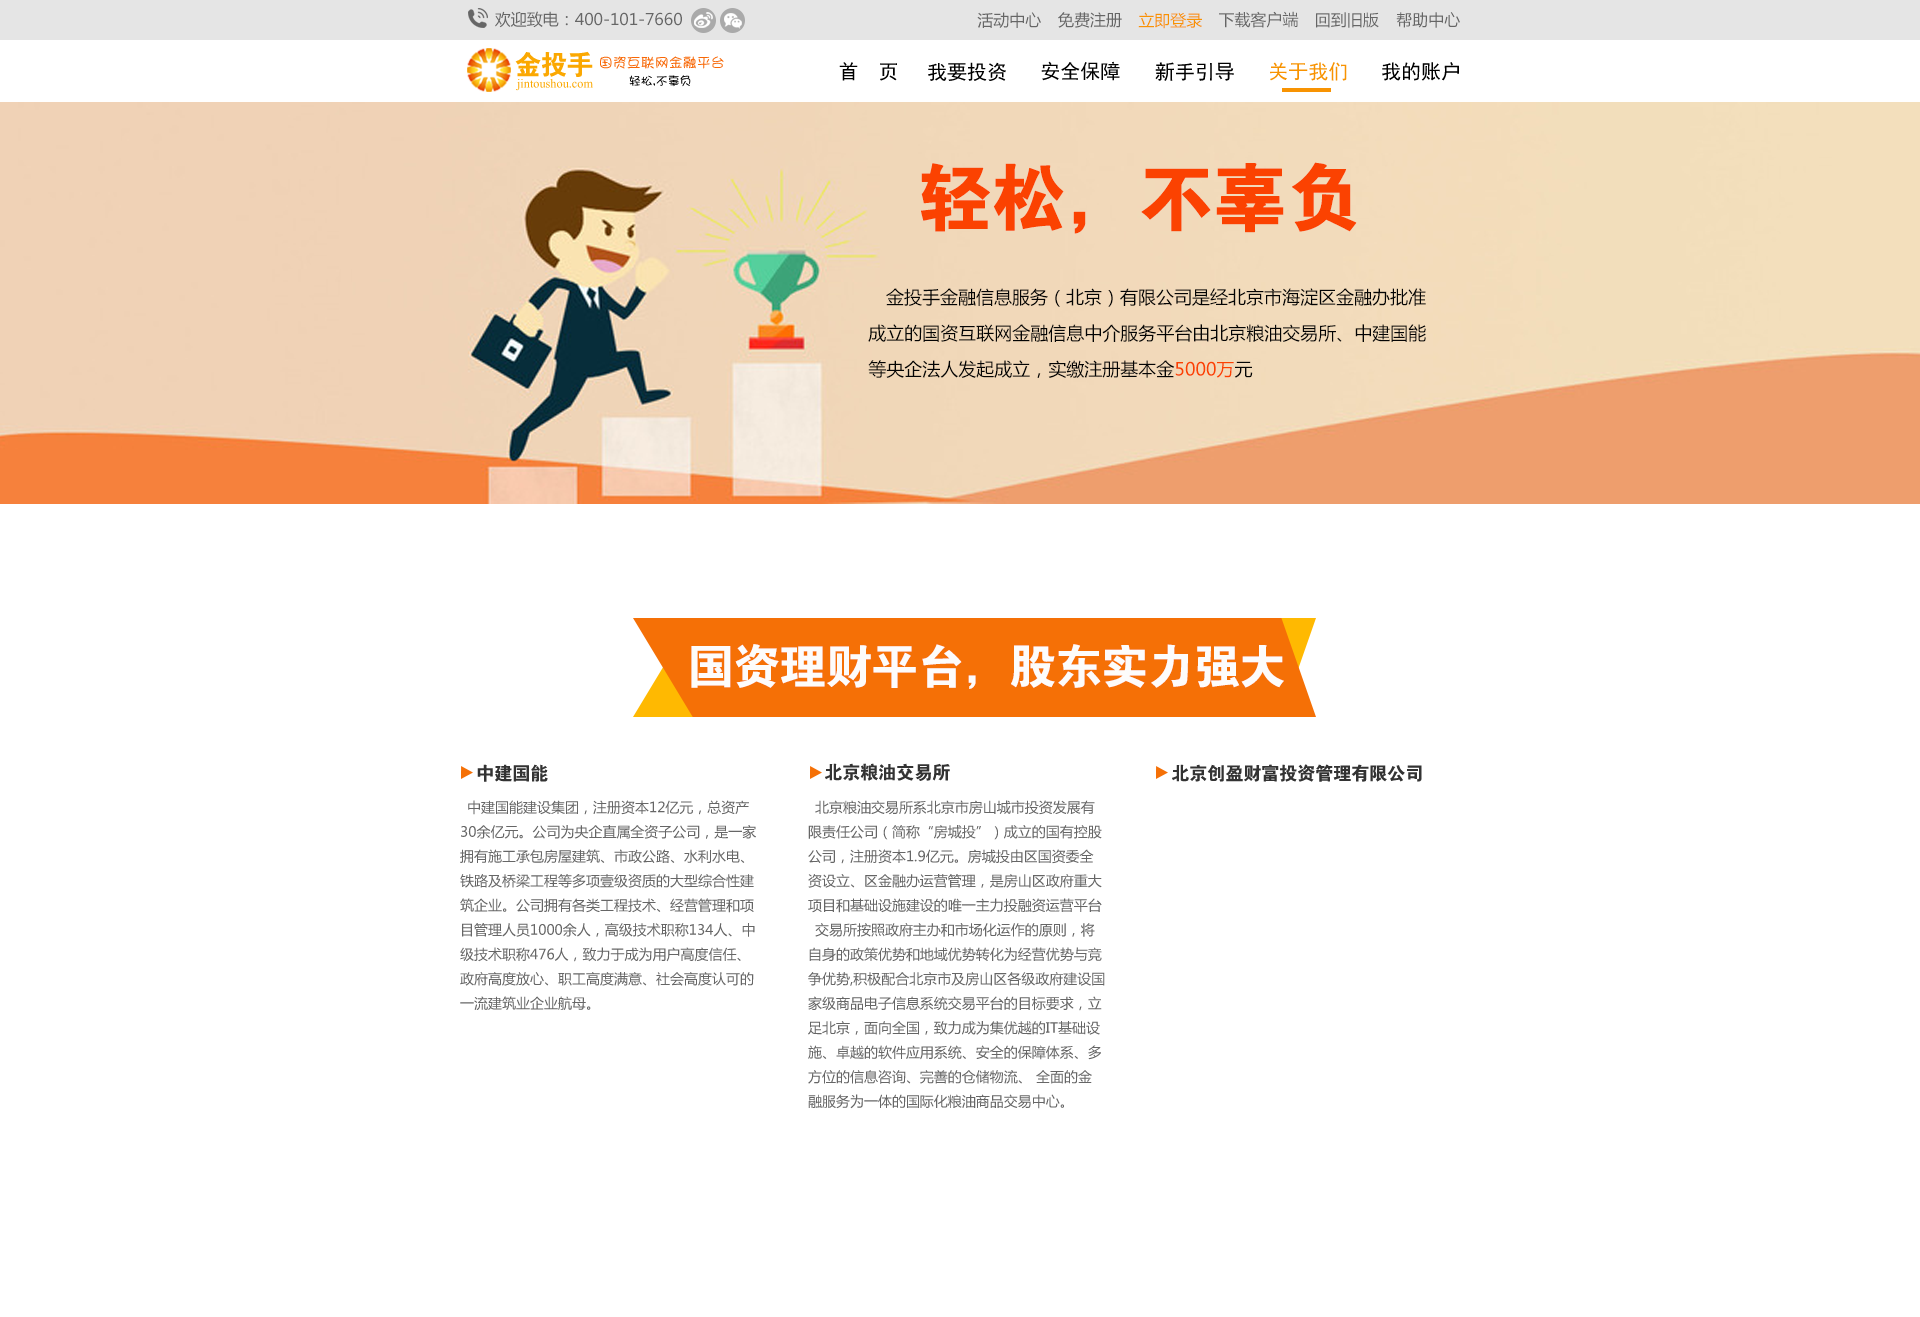 欢迎致电：400-101-7660
活动中心 免费注册 立即登录 下载客户端 回到旧版 帮助中心
金投手
jintoushou.com
国资互联网金融平台
轻松,不辜负
首 页 我要投资 安全保障 新手引导 关于我们 我的账户
轻松，不辜负
金投手金融信息服务（北京）有限公司是经北京市海淀区金融办批准
成立的国资互联网金融信息中介服务平台由北京粮油交易所、中建国能
等央企法人发起成立，实缴注册基本金5000万元
国资理财平台，股东实力强大
中建国能
中建国能建设集团，注册资本12亿元，总资产
30余亿元。公司为央企直属全资子公司，是一家
拥有施工承包房屋建筑、市政公路、水利水电、
铁路及桥梁工程等多项壹级资质的大型综合性建
筑企业。公司拥有各类工程技术、经营管理和项
目管理人员1000余人，高级技术职称134人、中
级技术职称476人，致力于成为用户高度信任、
政府高度放心、职工高度满意、社会高度认可的
一流建筑业企业航母。
北京粮油交易所
北京粮油交易所系北京市房山城市投资发展有
限责任公司（简称“房城投” ）成立的国有控股
公司，注册资本1.9亿元。房城投由区国资委全
资设立、区金融办运营管理，是房山区政府重大
项目和基础设施建设的唯一主力投融资运营平台
交易所按照政府主办和市场化运作的原则，将
自身的政策优势和地域优势转化为经营优势与竞
争优势,积极配合北京市及房山区各级政府建设国
家级商品电子信息系统交易平台的目标要求，立
足北京，面向全国，致力成为集优越的IT基础设
施、卓越的软件应用系统、安全的保障体系、多
方位的信息咨询、完善的仓储物流、 全面的金
融服务为一体的国际化粮油商品交易中心。
北京创盈财富投资管理有限公司